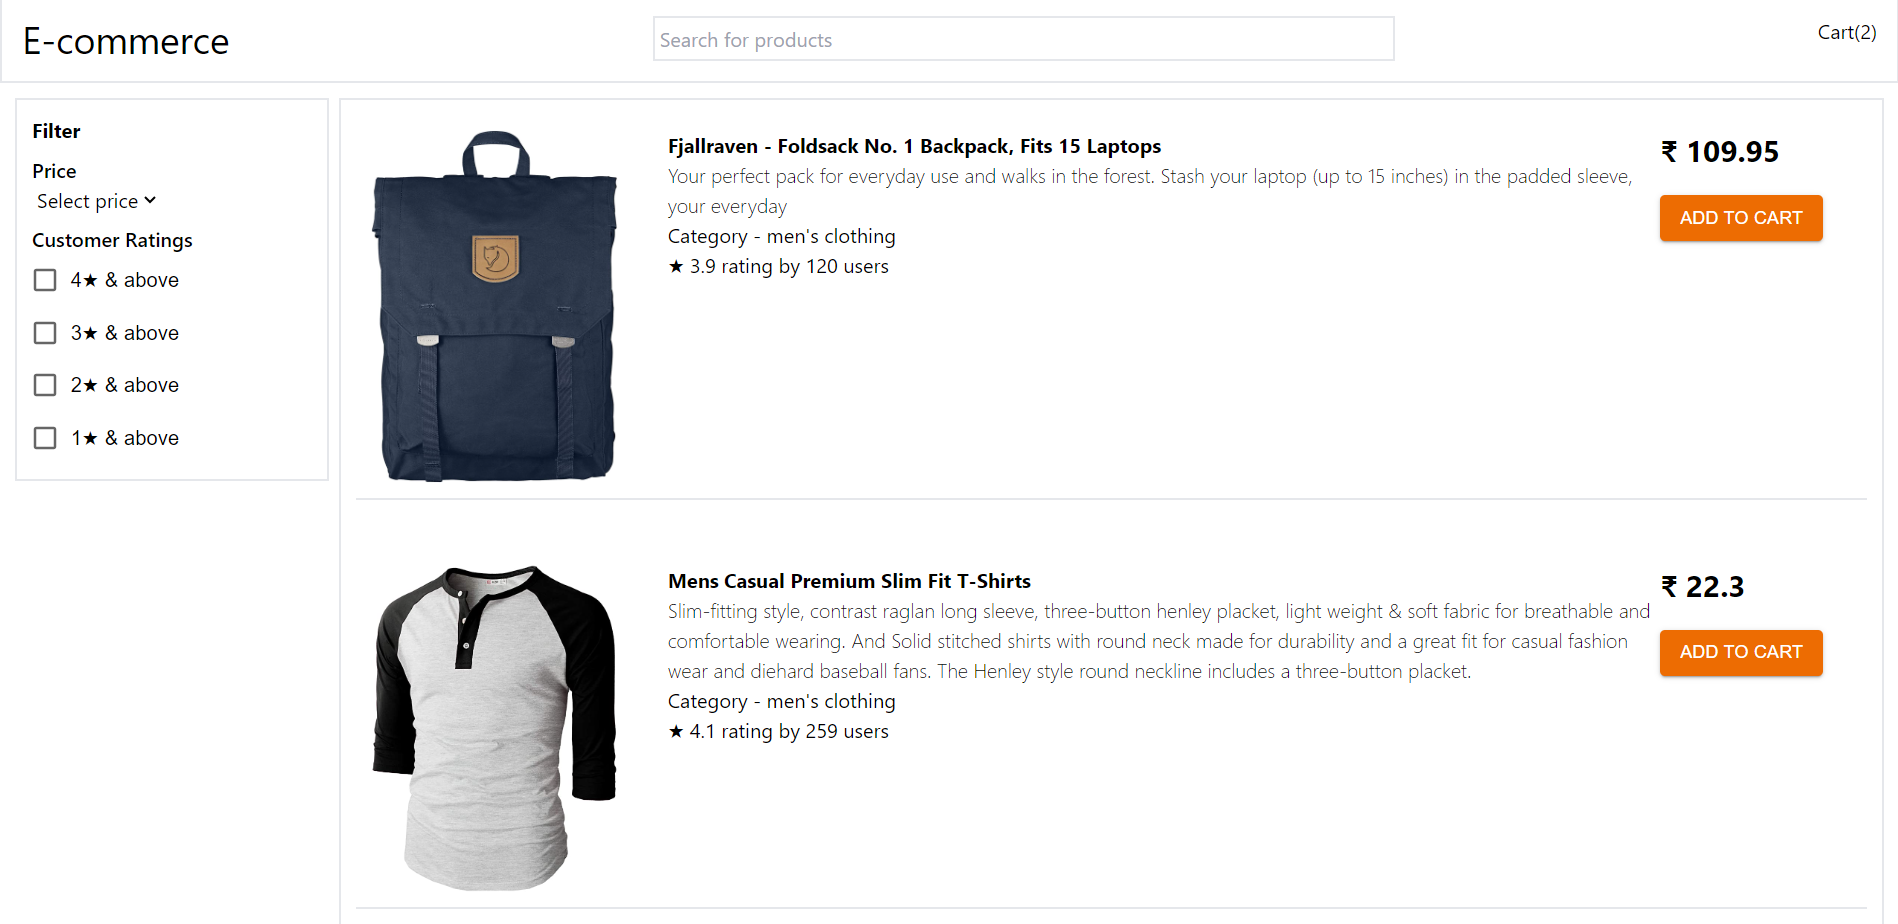 E-commerce
Search for products
Cart(2)
Filter
Price
Select price
Customer Ratings
4★ & above
3★ & above
2★ & above
1★ & above
Fjallraven - Foldsack No. 1 Backpack, Fits 15 Laptops
Your perfect pack for everyday use and walks in the forest. Stash your laptop (up to 15 inches) in the padded sleeve,
your everyday
Category - men's clothing
★ 3.9 rating by 120 users
₹ 109.95
ADD TO CART
Mens Casual Premium Slim Fit T-Shirts
Slim-fitting style, contrast raglan long sleeve, three-button henley placket, light weight & soft fabric for breathable and
comfortable wearing. And Solid stitched shirts with round neck made for durability and a great fit for casual fashion
wear and diehard baseball fans. The Henley style round neckline includes a three-button placket.
Category - men's clothing
★ 4.1 rating by 259 users
₹ 22.3
ADD TO CART